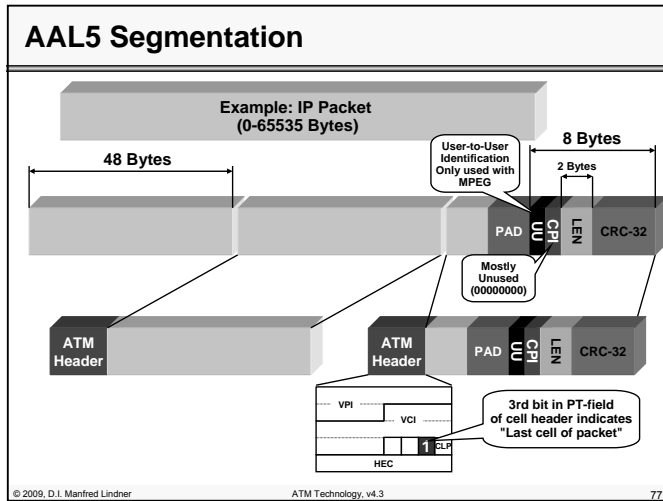 AAL5 Segmentation
Example: IP Packet
(0-65535 Bytes)
48 Bytes
User-to-User
Identification
Only used with
MPEG
8 Bytes
2 Bytes
PAD
UU
CPI
LEN
CRC-32
Mostly
Unused
(00000000)
ATM
Header
ATM
Header
PAD
UU
CPI
LEN
CRC-32
VPI
VCI
1
CLP
HEC
3rd bit in PT-field
of cell header indicates
"Last cell of packet"
© 2009, D.I. Manfred Lindner
ATM Technology, v4.3
77